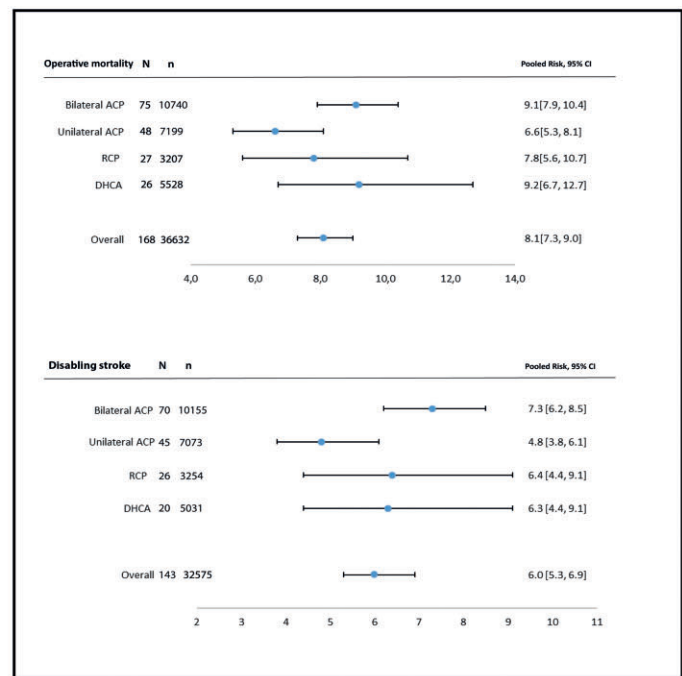 Operative mortality N n Pooled Risk, 95% CI
Bilateral ACP 75 10740 9.1[7.9, 10.4]
Unilateral ACP 48 7199 6.6[5.3, 8.1]
RCP 27 3207 7.8[5.6, 10.7]
DHCA 26 5528 9.2[6.7, 12.7]
Overall 168 36632 8.1[7.3, 9.0]
4,0 6,0 8,0 10,0 12,0 14,0
Disabling stroke N n Pooled Risk, 95% CI
Bilateral ACP 70 10155 7.3 [6.2, 8.5]
Unilateral ACP 45 7073 4.8 [3.8, 6.1]
RCP 26 3254 6.4 [4.4, 9.1]
DHCA 20 5031 6.3 [4.4, 9.1]
Overall 143 32575 6.0 [5.3, 6.9]
2 3 4 5 6 7 8 9 10 11